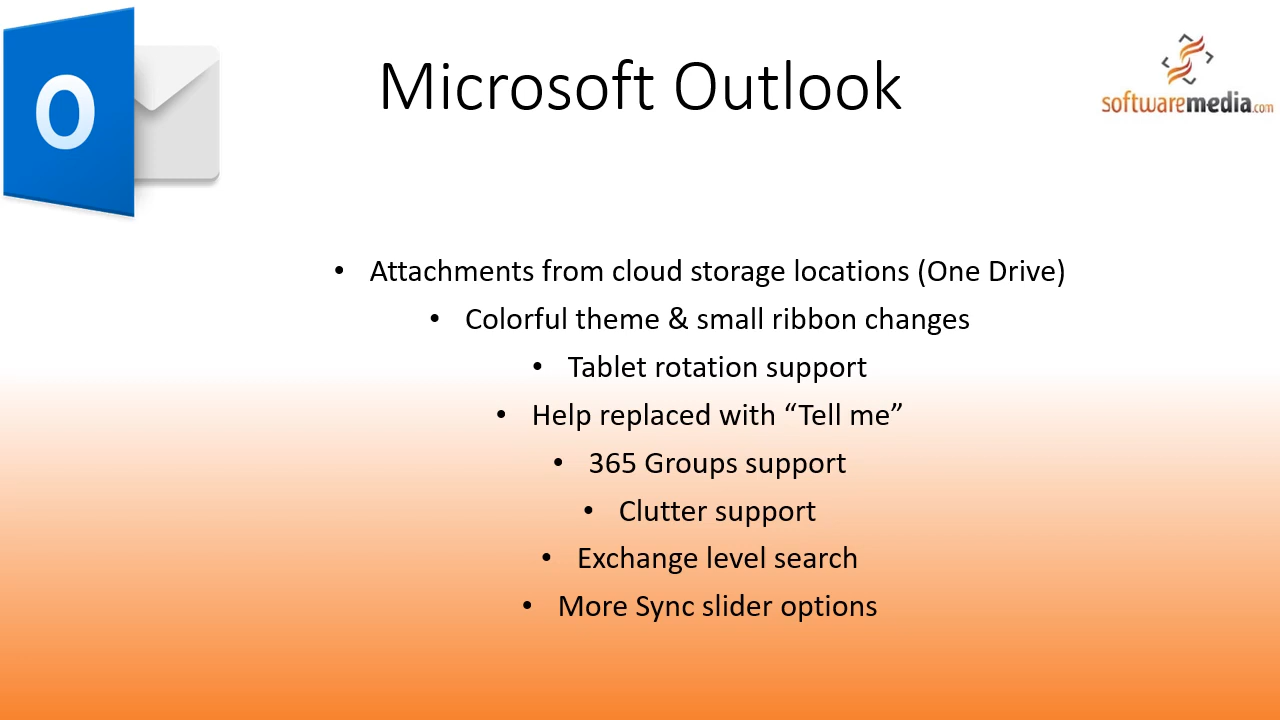 O
Microsoft Outlook
softwaremedia.com
• Attachments from cloud storage locations (One Drive)
• Colorful theme & small ribbon changes
• Tablet rotation support
• Help replaced with “Tell me”
• 365 Groups support
• Clutter support
• Exchange level search
• More Sync slider options